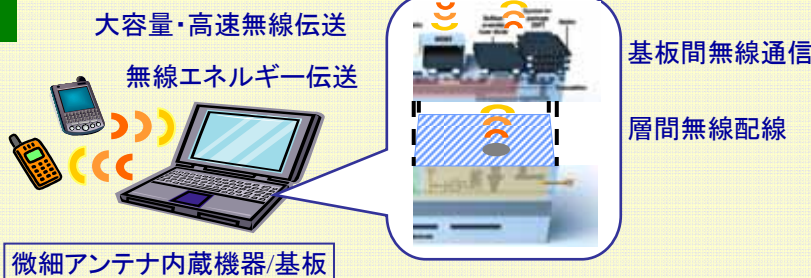 大容量・高速無線伝送
無線エネルギー伝送
基板間無線通信
層間無線配線
微細アンテナ内蔵機器/基板